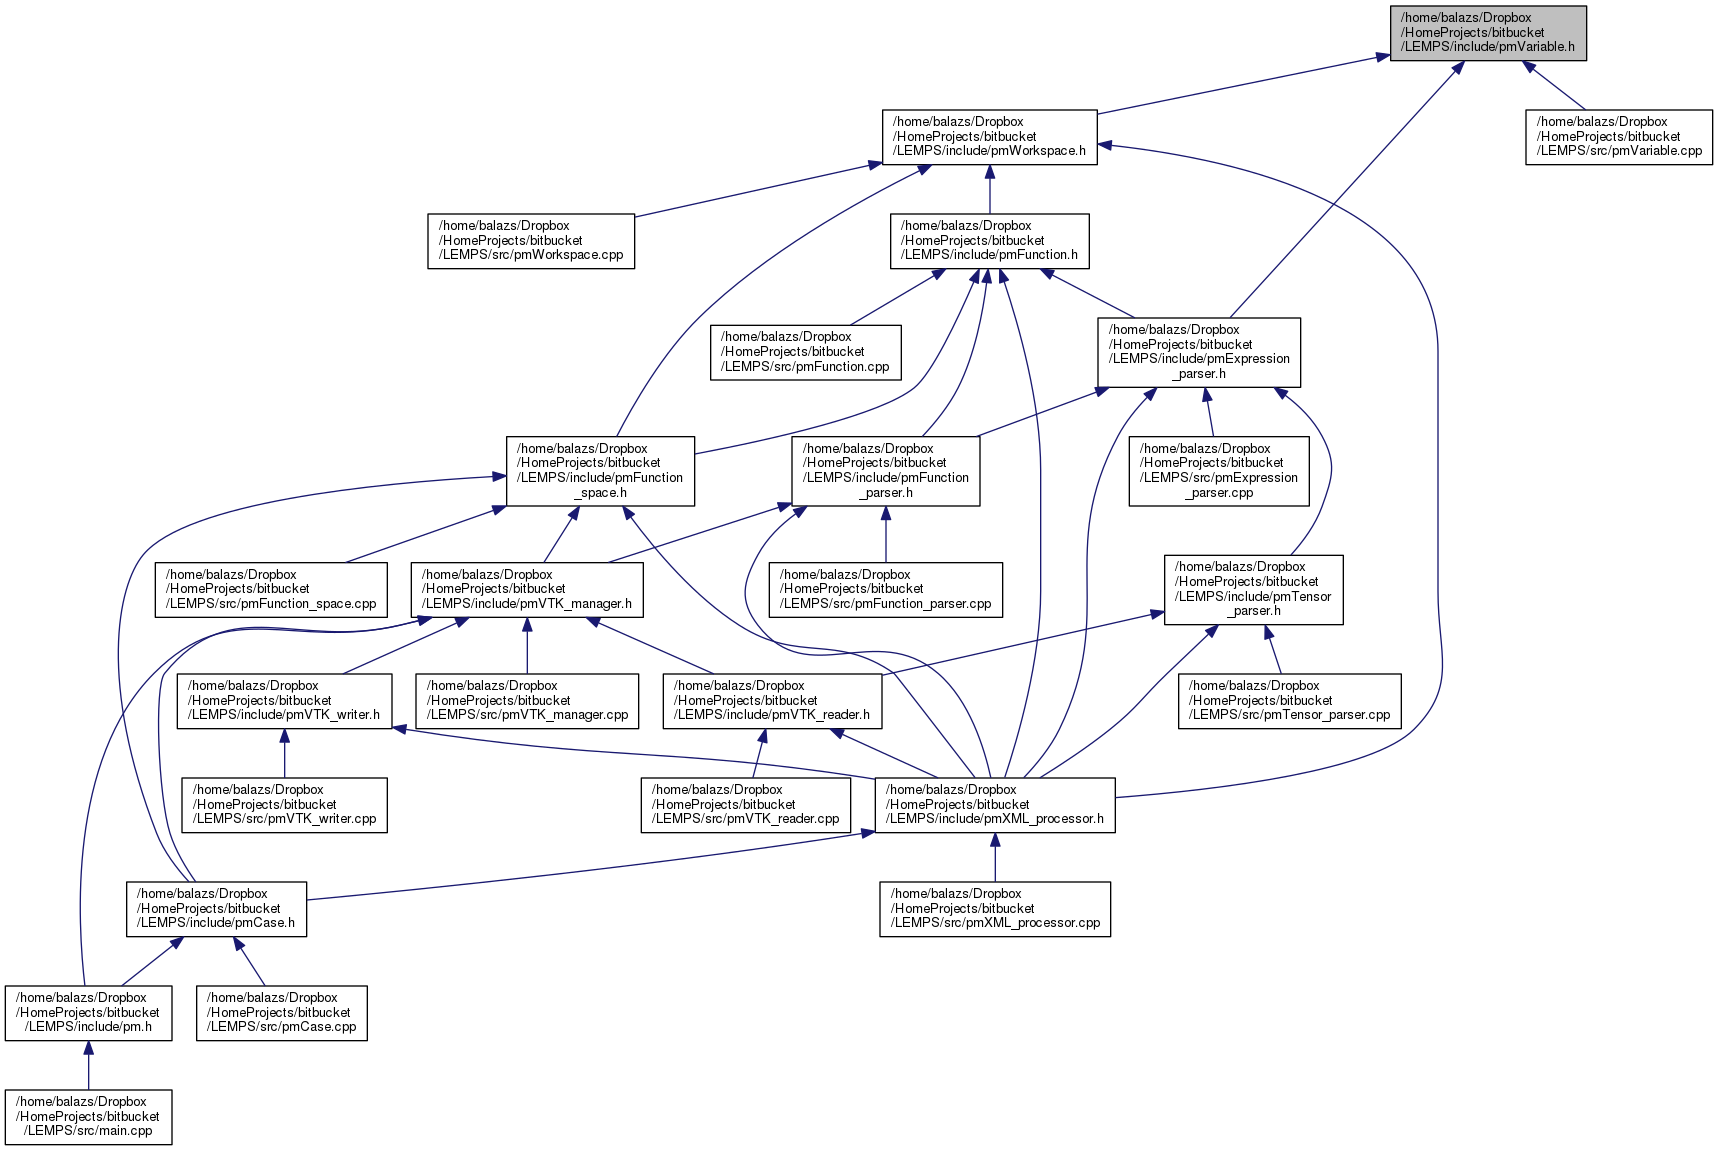 /home/balazs/Dropbox
/HomeProjects/bitbucket
/LEMPS/include/pmVariable.h
/home/balazs/Dropbox
/HomeProjects/bitbucket
/LEMPS/include/pmWorkspace.h
/home/balazs/Dropbox
/HomeProjects/bitbucket
/LEMPS/src/pmVariable.cpp
/home/balazs/Dropbox
/HomeProjects/bitbucket
/LEMPS/src/pmWorkspace.cpp
/home/balazs/Dropbox
/HomeProjects/bitbucket
/LEMPS/include/pmFunction.h
/home/balazs/Dropbox
/HomeProjects/bitbucket
/LEMPS/src/pmFunction.cpp
/home/balazs/Dropbox
/HomeProjects/bitbucket
/LEMPS/include/pmExpression
_parser.h
/home/balazs/Dropbox
/HomeProjects/bitbucket
/LEMPS/include/pmFunction
_space.h
/home/balazs/Dropbox
/HomeProjects/bitbucket
/LEMPS/include/pmFunction
_parser.h
/home/balazs/Dropbox
/HomeProjects/bitbucket
/LEMPS/src/pmExpression
_parser.cpp
/home/balazs/Dropbox
/HomeProjects/bitbucket
/LEMPS/src/pmFunction_space.cpp
/home/balazs/Dropbox
/HomeProjects/bitbucket
/LEMPS/include/pmVTK_manager.h
/home/balazs/Dropbox
/HomeProjects/bitbucket
/LEMPS/src/pmFunction_parser.cpp
/home/balazs/Dropbox
/HomeProjects/bitbucket
/LEMPS/include/pmTensor
_parser.h
/home/balazs/Dropbox
/HomeProjects/bitbucket
/LEMPS/include/pmVTK_writer.h
/home/balazs/Dropbox
/HomeProjects/bitbucket
/LEMPS/src/pmVTK_manager.cpp
/home/balazs/Dropbox
/HomeProjects/bitbucket
/LEMPS/include/pmVTK_reader.h
/home/balazs/Dropbox
/HomeProjects/bitbucket
/LEMPS/src/pmTensor_parser.cpp
/home/balazs/Dropbox
/HomeProjects/bitbucket
/LEMPS/src/pmVTK_writer.cpp
/home/balazs/Dropbox
/HomeProjects/bitbucket
/LEMPS/src/pmVTK_reader.cpp
/home/balazs/Dropbox
/HomeProjects/bitbucket
/LEMPS/include/pmXML_processor.h
/home/balazs/Dropbox
/HomeProjects/bitbucket
/LEMPS/include/pmCase.h
/home/balazs/Dropbox
/HomeProjects/bitbucket
/LEMPS/src/pmXML_processor.cpp
/home/balazs/Dropbox
/HomeProjects/bitbucket
/LEMPS/include/pm.h
/home/balazs/Dropbox
/HomeProjects/bitbucket
/LEMPS/src/pmCase.cpp
/home/balazs/Dropbox
/HomeProjects/bitbucket
/LEMPS/src/main.cpp